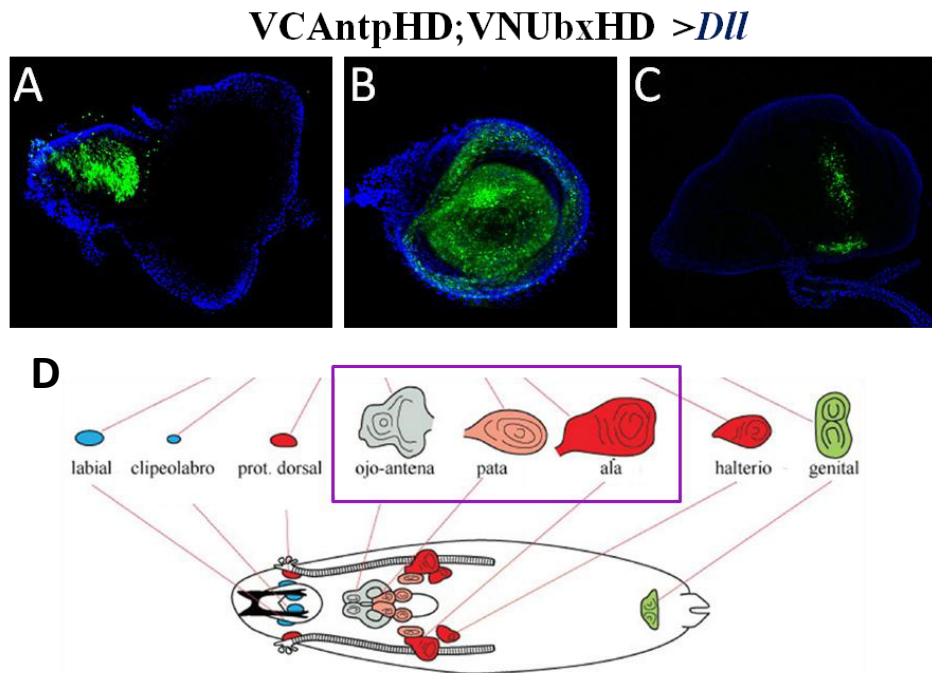 VCAntpHD;VNUbxHD >Dll
A
B
C
D
labial
clipeolabro
prot. dorsal
ojo-antena
pata
ala
halterio
genital